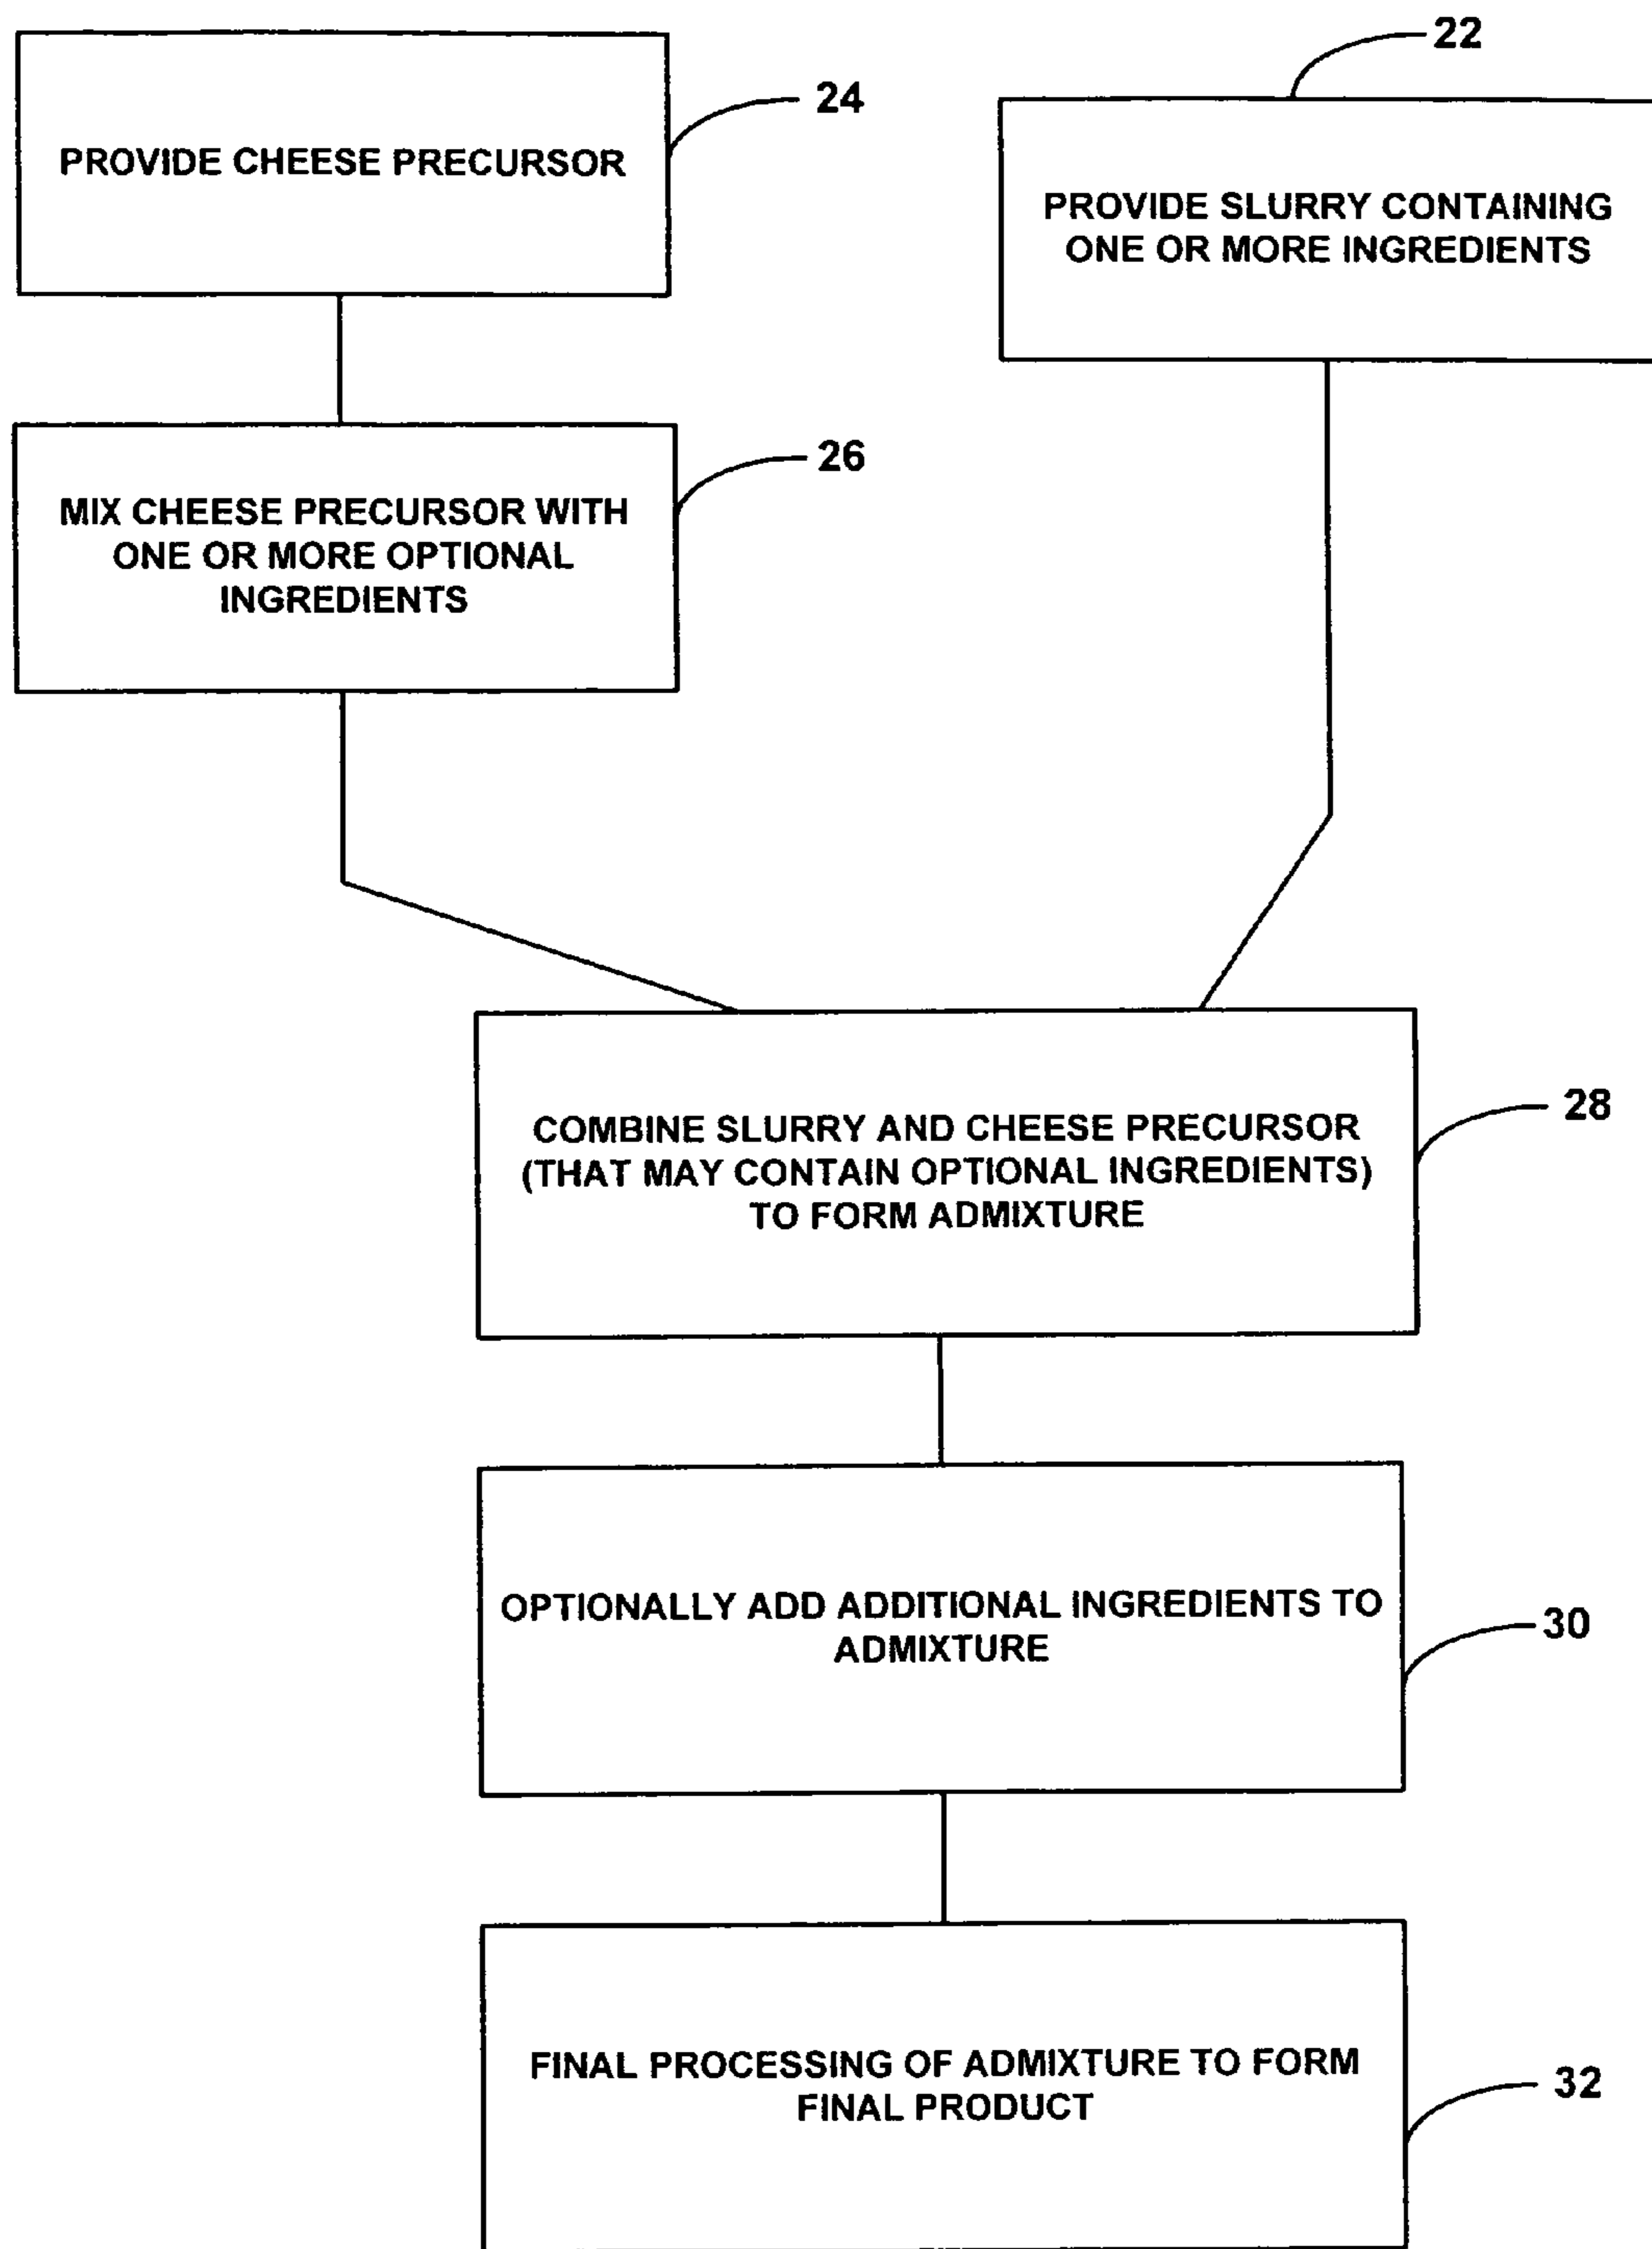 22
24
PROVIDE CHEESE PRECURSOR
PROVIDE SLURRY CONTAINING
ONE OR MORE INGREDIENTS
26
MIX CHEESE PRECURSOR WITH
ONE OR MORE OPTIONAL
INGREDIENTS
28
COMBINE SLURRY AND CHEESE PRECURSOR
(THAT MAY CONTAIN OPTIONAL INGREDIENTS)
TO FORM ADMIXTURE
OPTIONALLY ADD ADDITIONAL INGREDIENTS TO
ADMIXTURE
30
FINAL PROCESSING OF ADMIXTURE TO FORM
FINAL PRODUCT
32